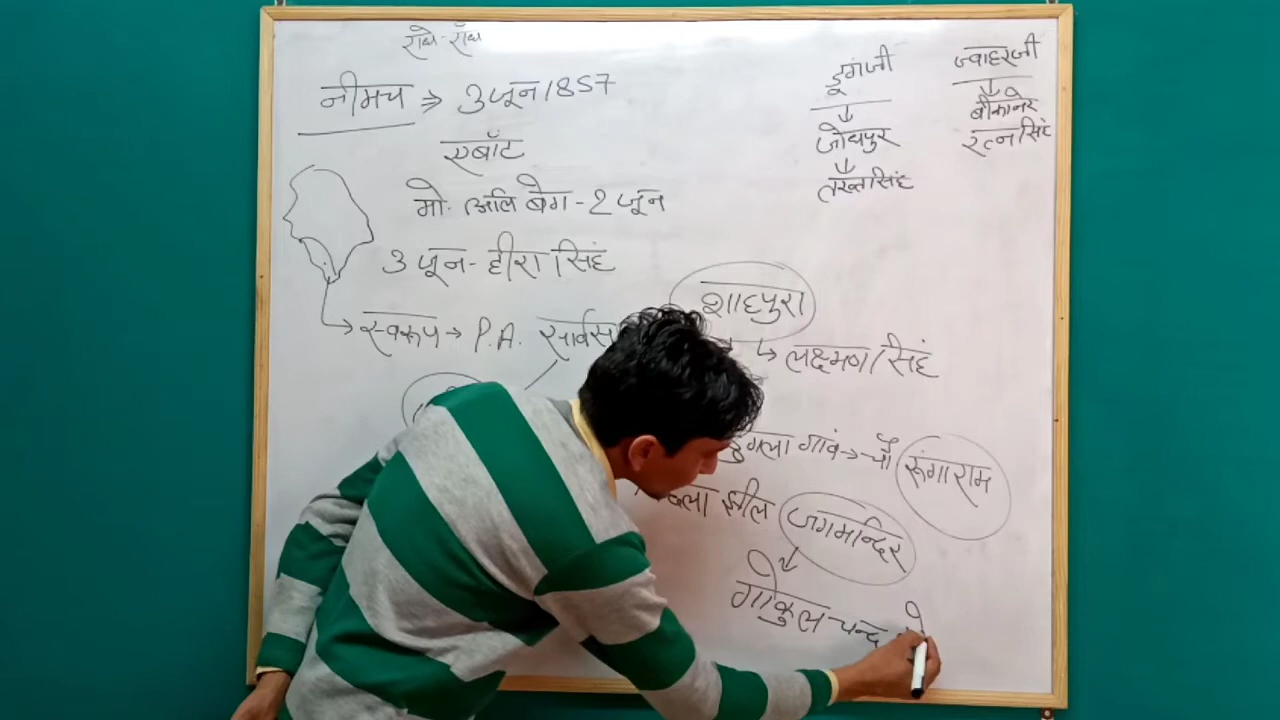 राधे-राधे
नीमच ⇒ 3 जून 1857
एबॉट
मो. अलि बेग - 2 जून
3 जून - हीरा सिंह
→ स्वरूप → P.A.
शाहपुरा
↳ लक्ष्मण सिंह
डुंगला गांव → रूंगाराम
झील जगमन्दिर
↓
गोकुल चन्द
डूंगजी
↓
जोधपुर
↓
तख्तसिंह
ज्वाहरजी
↓
बीकानेर
रत्नसिंह